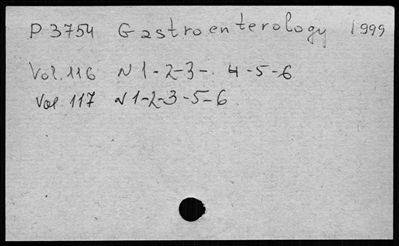 P 3754 Gastroenterology 1999
Vol. 116 N 1-2-3-. 4-5-6
Vol. 117 N 1-2-3-5-6